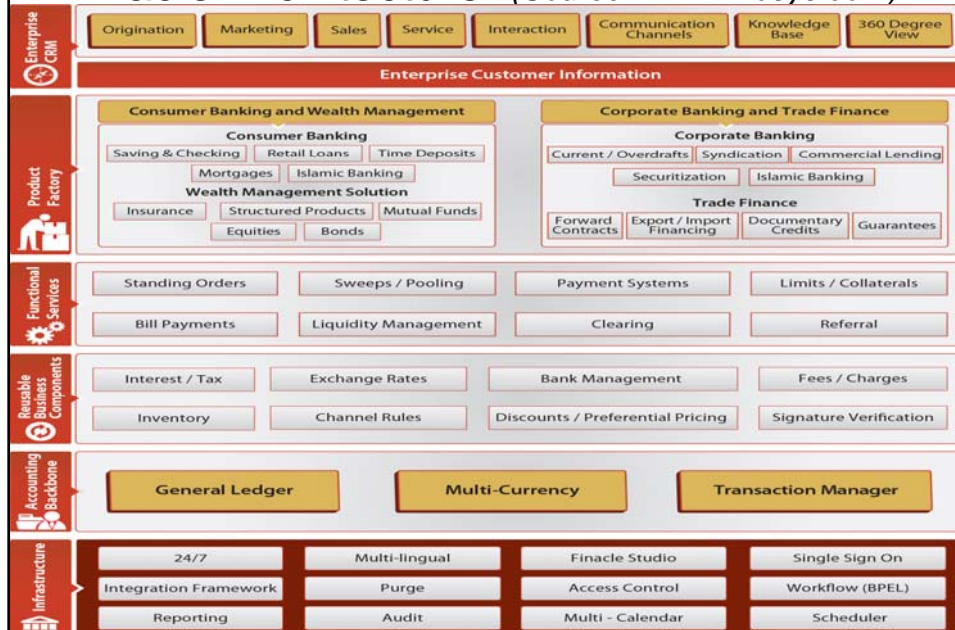 Enterprise
CRM
Origination
Marketing
Sales
Service
Interaction
Communication
Channels
Knowledge
Base
360 Degree
View
Enterprise Customer Information
Product
Factory
Consumer Banking and Wealth Management
Consumer Banking
Saving & Checking
Retail Loans
Time Deposits
Mortgages
Islamic Banking
Wealth Management Solution
Insurance
Structured Products
Mutual Funds
Equities
Bonds
Corporate Banking and Trade Finance
Corporate Banking
Current / Overdrafts
Syndication
Commercial Lending
Securitization
Islamic Banking
Trade Finance
Forward
Contracts
Export / Import
Financing
Documentary
Credits
Guarantees
Functional
Services
Standing Orders
Sweeps / Pooling
Payment Systems
Limits / Collaterals
Bill Payments
Liquidity Management
Clearing
Referral
Reusable
Business
Components
Interest / Tax
Exchange Rates
Bank Management
Fees / Charges
Inventory
Channel Rules
Discounts / Preferential Pricing
Signature Verification
Accounting
Backbone
General Ledger
Multi-Currency
Transaction Manager
Infrastructure
24/7
Multi-lingual
Finacle Studio
Single Sign On
Integration Framework
Purge
Access Control
Workflow (BPEL)
Reporting
Audit
Multi - Calendar
Scheduler